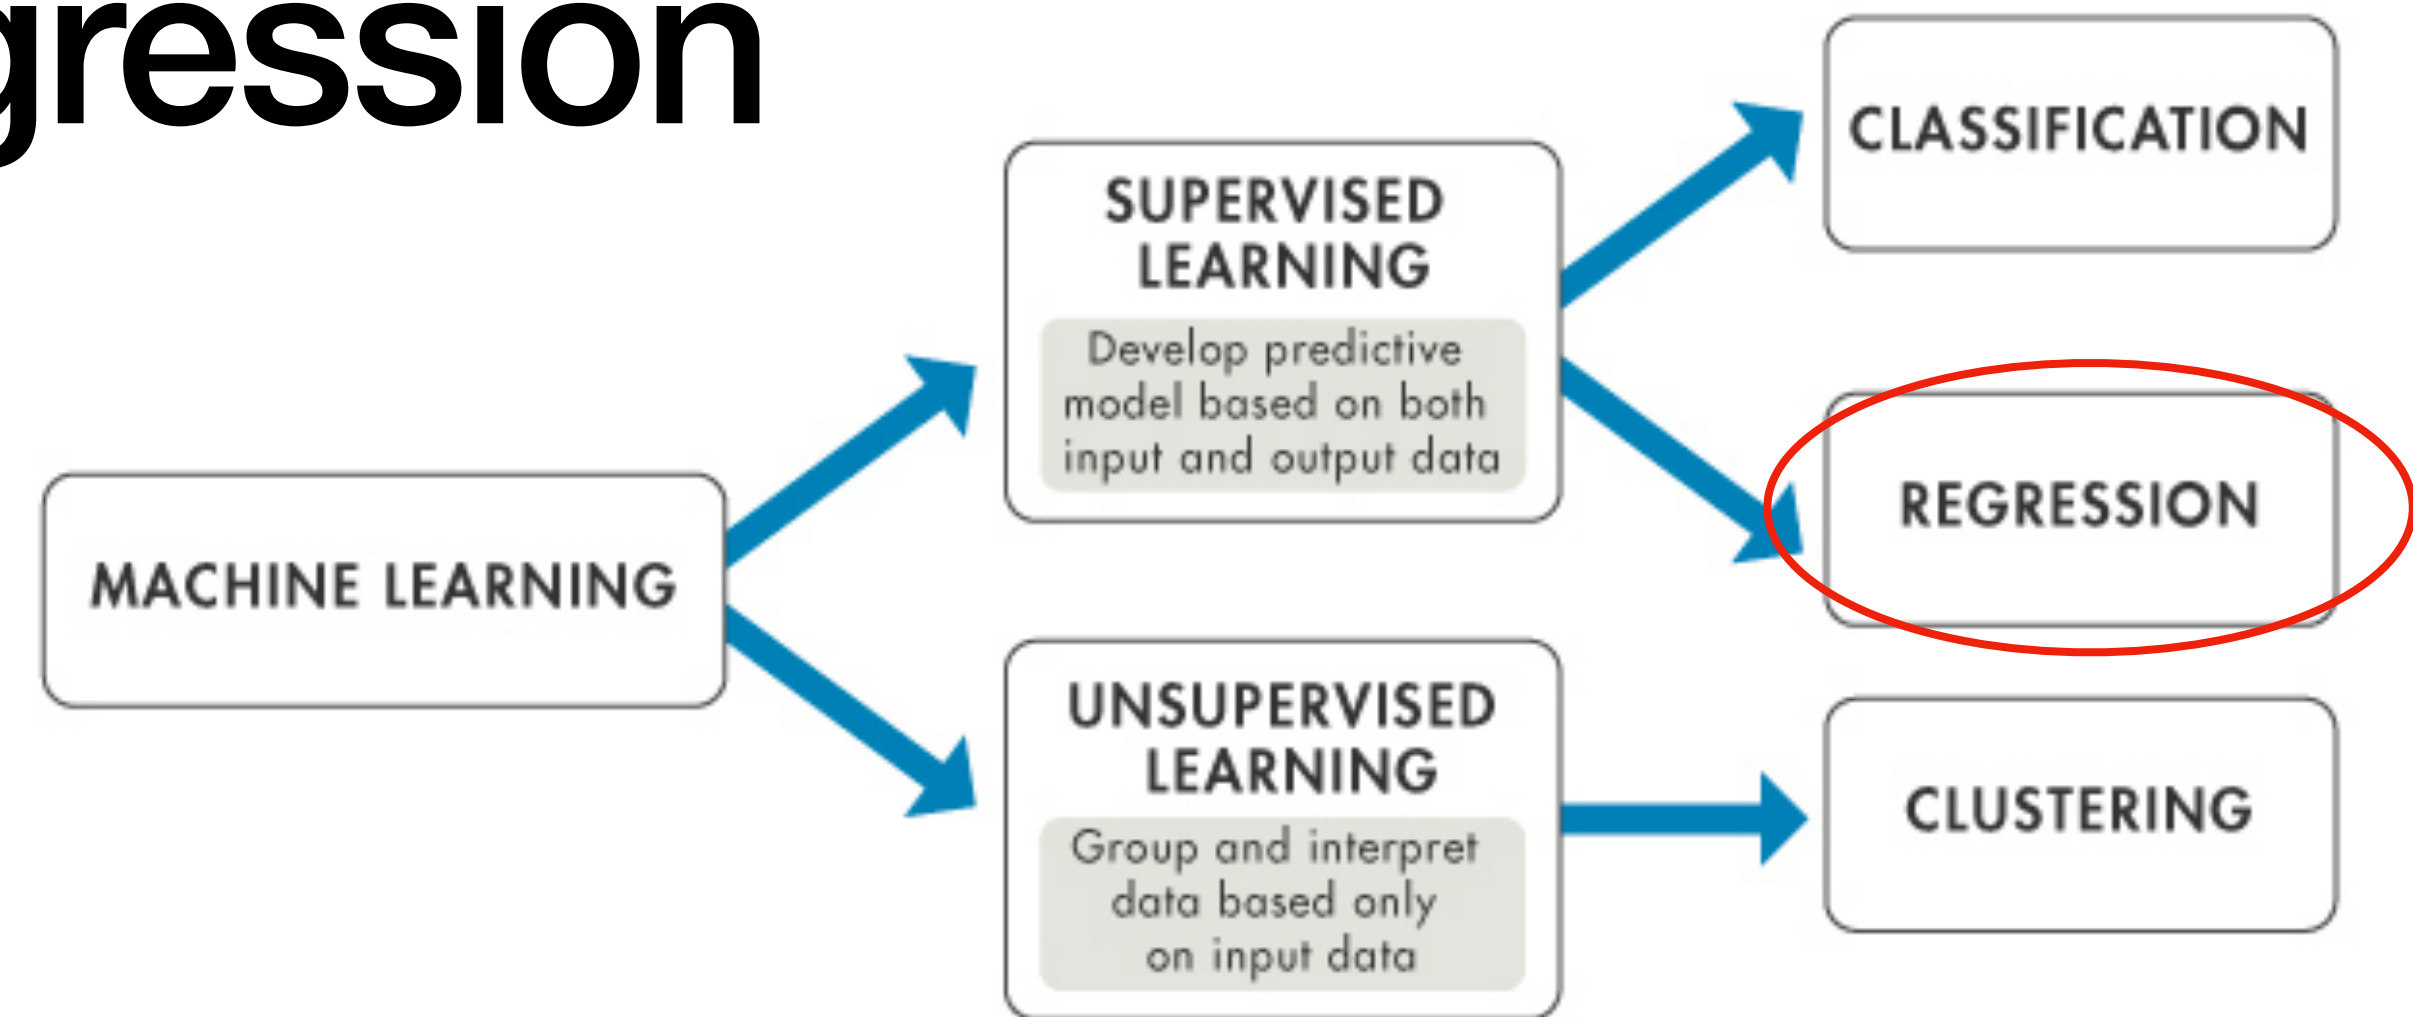 gression
CLASSIFICATION
SUPERVISED
LEARNING
Develop predictive
model based on both
input and output data
REGRESSION
MACHINE LEARNING
UNSUPERVISED
LEARNING
Group and interpret
data based only
on input data
CLUSTERING